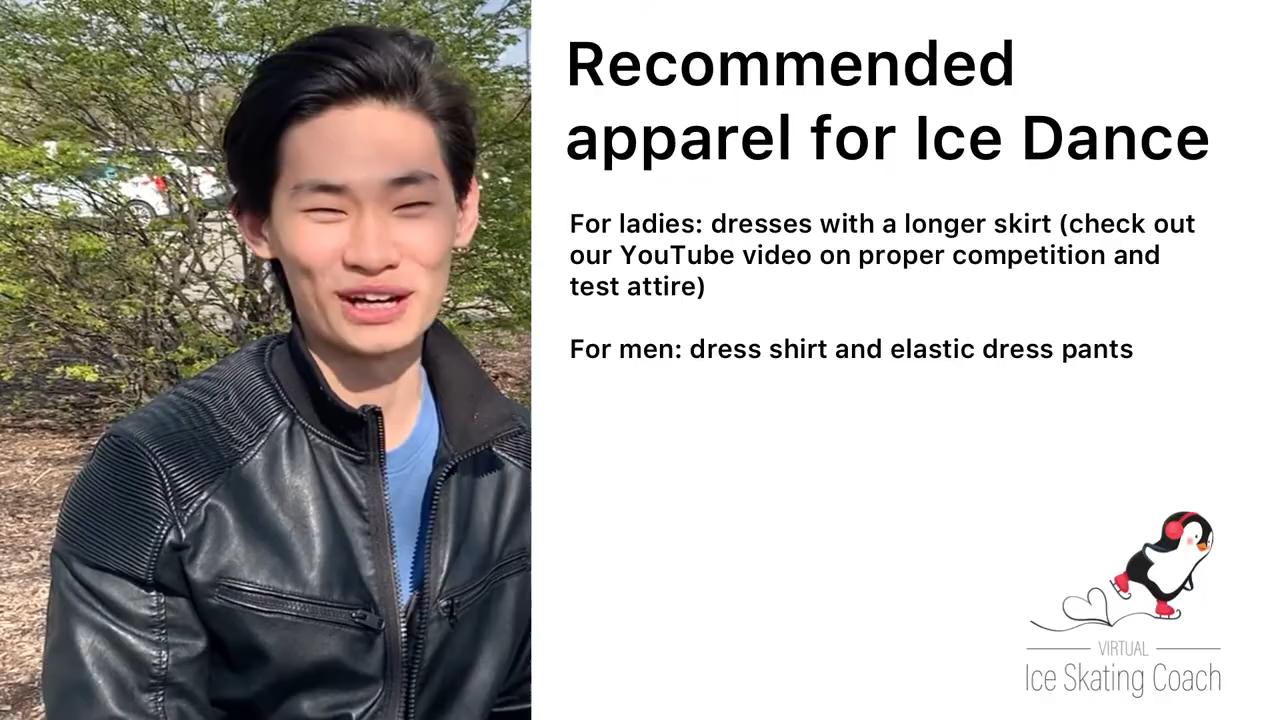 Recommended
apparel for Ice Dance
For ladies: dresses with a longer skirt (check out
our YouTube video on proper competition and
test attire)
For men: dress shirt and elastic dress pants
VIRTUAL
Ice Skating Coach